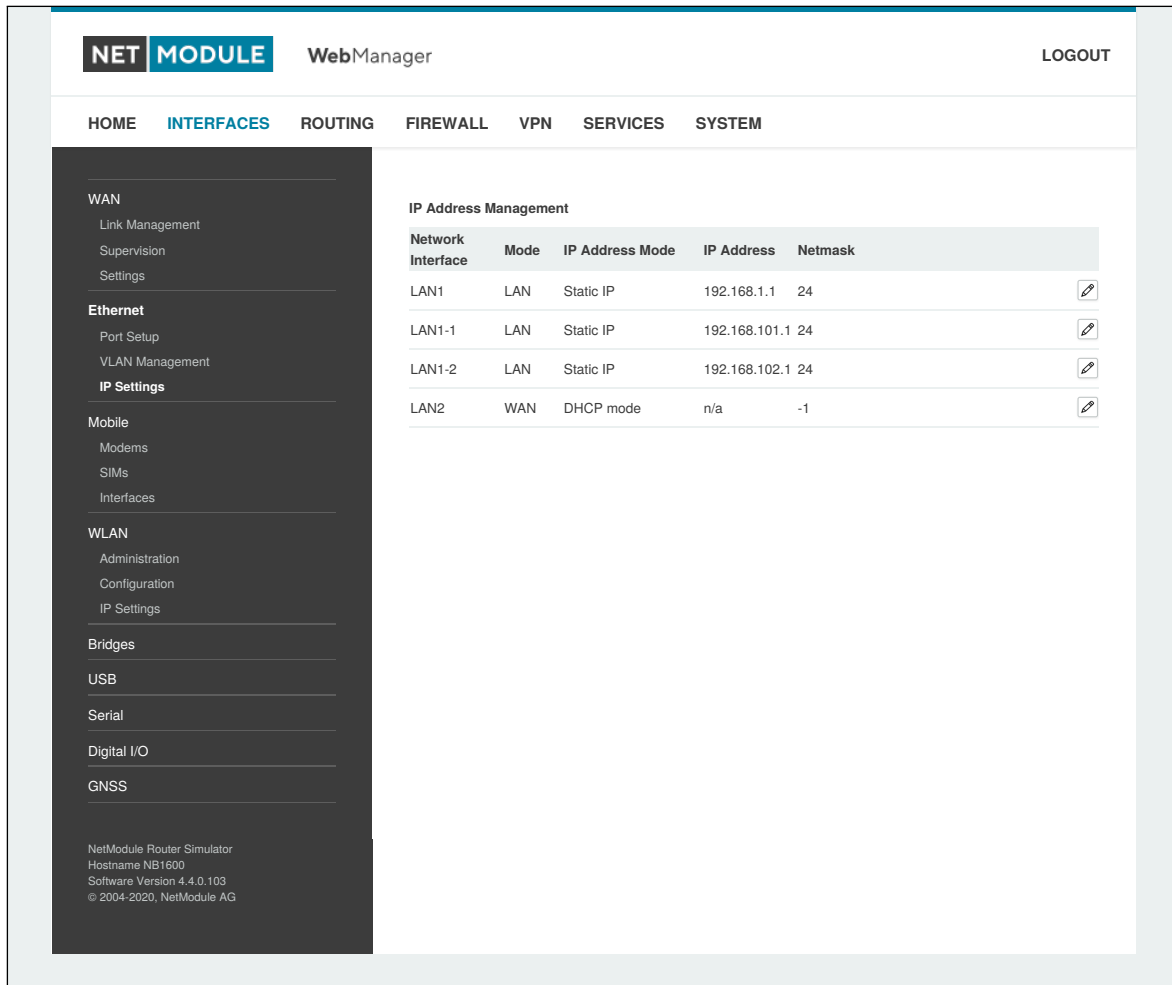 NET MODULE WebManager LOGOUT
HOME INTERFACES ROUTING FIREWALL VPN SERVICES SYSTEM
WAN
Link Management
Supervision
Settings
Ethernet
Port Setup
VLAN Management
IP Settings
Mobile
Modems
SIMs
Interfaces
WLAN
Administration
Configuration
IP Settings
Bridges
USB
Serial
Digital I/O
GNSS
NetModule Router Simulator
Hostname NB1600
Software Version 4.4.0.103
© 2004-2020, NetModule AG
IP Address Management
Network Interface Mode IP Address Mode IP Address Netmask
LAN1 LAN Static IP 192.168.1.1 24
LAN1-1 LAN Static IP 192.168.101.1 24
LAN1-2 LAN Static IP 192.168.102.1 24
LAN2 WAN DHCP mode n/a -1